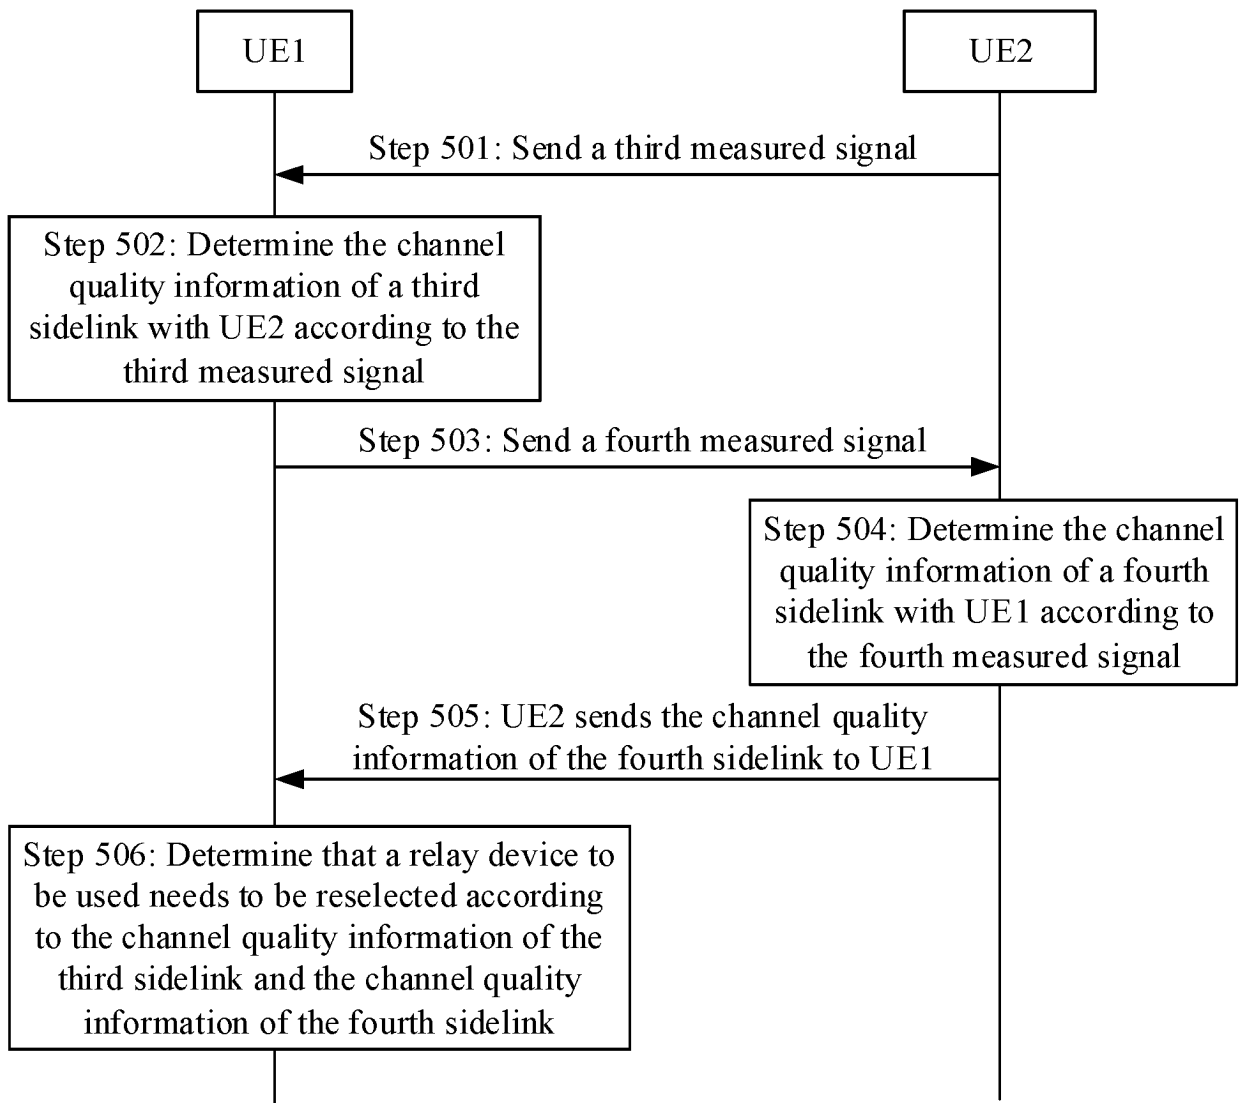 UE1
UE2
Step 501: Send a third measured signal
Step 502: Determine the channel
quality information of a third
sidelink with UE2 according to the
third measured signal
Step 503: Send a fourth measured signal
Step 504: Determine the channel
quality information of a fourth
sidelink with UE1 according to
the fourth measured signal
Step 505: UE2 sends the channel quality
information of the fourth sidelink to UE1
Step 506: Determine that a relay device to
be used needs to be reselected according
to the channel quality information of the
third sidelink and the channel quality
information of the fourth sidelink